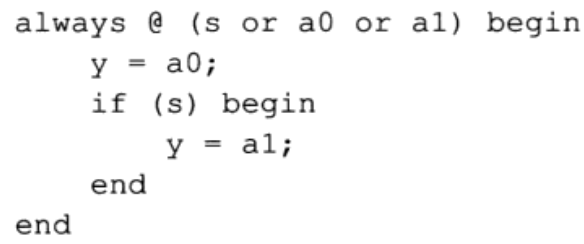 always @ (s or a0 or a1) begin
y = a0;
if (s) begin
y = a1;
end
end